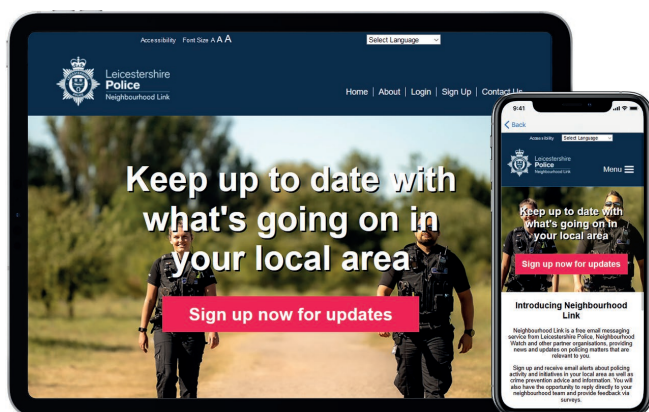 Accessibility Font Size A A A
Select Language
Leicestershire
Police
Neighbourhood Link
Home | About | Login | Sign Up | Contact Us
Keep up to date with
what's going on in
your local area
Sign up now for updates
9:41
Back
Accessibility Select Language
Leicestershire
Police
Neighbourhood Link
Menu
Keep up to date with
what's going on in
your local area
Sign up now for updates
Introducing Neighbourhood
Link
Neighbourhood Link is a free email messaging
service from Leicestershire Police, Neighbourhood
Watch and other partner organisations, providing
news and updates on policing matters that are
relevant to you.
Sign up and receive email alerts about policing
activity and initiatives in your local area as well as
crime prevention advice and information. You will
also have the opportunity to reply directly to your
neighbourhood team and provide feedback via
surveys.